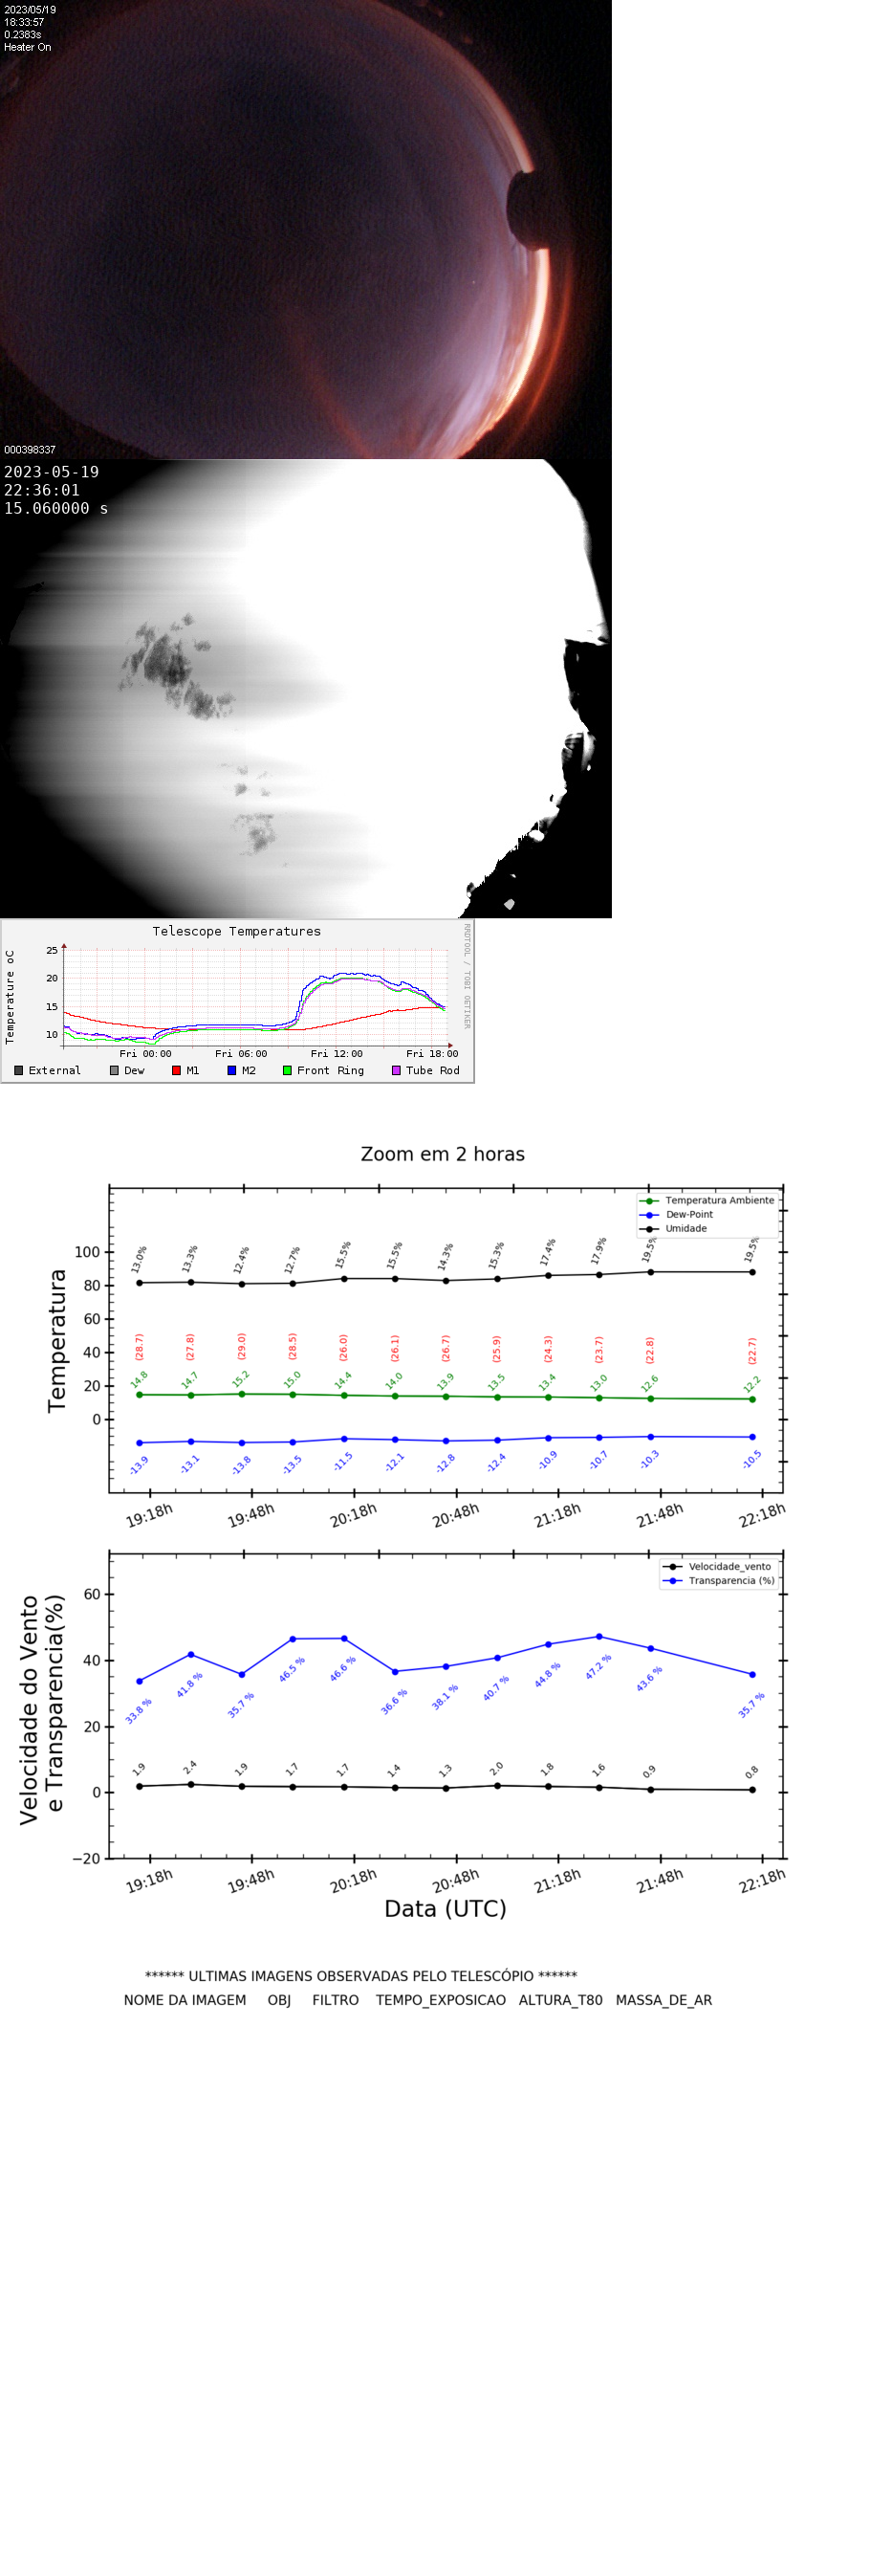 2023/05/19
18:33:57
0.2383s
Heater On
000398337
2023-05-19
22:36:01
15.060000 s
Telescope Temperatures
RRDTOOL / TOBI OETIKER
Temperature oC
25
20
15
10
Fri 00:00 Fri 06:00 Fri 12:00 Fri 18:00
External Dew M1 M2 Front Ring Tube Rod
Zoom em 2 horas
Temperatura Ambiente
Dew-Point
Umidade
Temperatura
100
80
60
40
20
0
13.0% 13.3% 12.4% 12.7% 15.5% 15.5% 14.3% 15.3% 17.4% 17.9% 19.5% 19.5%
(28.7) (27.8) (29.0) (28.5) (26.0) (26.1) (26.7) (25.9) (24.3) (23.7) (22.8) (22.7)
14.8 14.7 15.2 15.0 14.4 14.0 13.9 13.5 13.4 13.0 12.6 12.2
-13.9 -13.1 -13.8 -13.5 -11.5 -12.1 -12.8 -12.4 -10.9 -10.7 -10.3 -10.5
19:18h 19:48h 20:18h 20:48h 21:18h 21:48h 22:18h
Velocidade_vento
Transparencia (%)
Velocidade do Vento
e Transparencia(%)
60
40
20
0
−20
33.8 % 41.8 % 35.7 % 46.5 % 46.6 % 36.6 % 38.1 % 40.7 % 44.8 % 47.2 % 43.6 % 35.7 %
1.9 2.4 1.9 1.7 1.7 1.4 1.3 2.0 1.8 1.6 0.9 0.8
19:18h 19:48h 20:18h 20:48h 21:18h 21:48h 22:18h
Data (UTC)
****** ULTIMAS IMAGENS OBSERVADAS PELO TELESCÓPIO ******
NOME DA IMAGEM OBJ FILTRO TEMPO_EXPOSICAO ALTURA_T80 MASSA_DE_AR